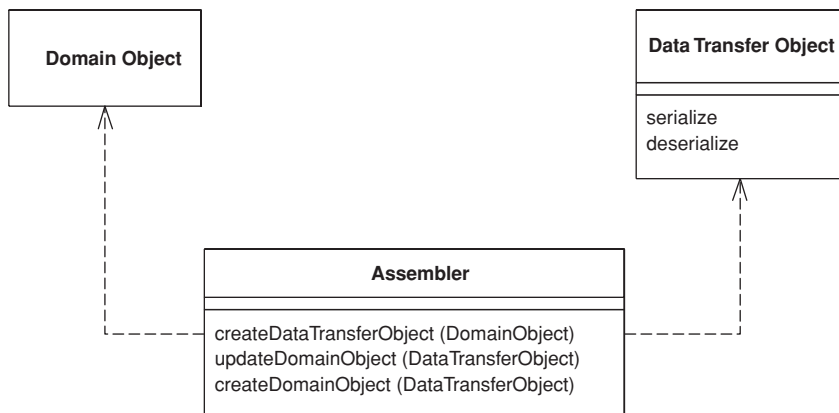 Domain Object
Data Transfer Object
serialize
deserialize
Assembler
createDataTransferObject (DomainObject)
updateDomainObject (DataTransferObject)
createDomainObject (DataTransferObject)